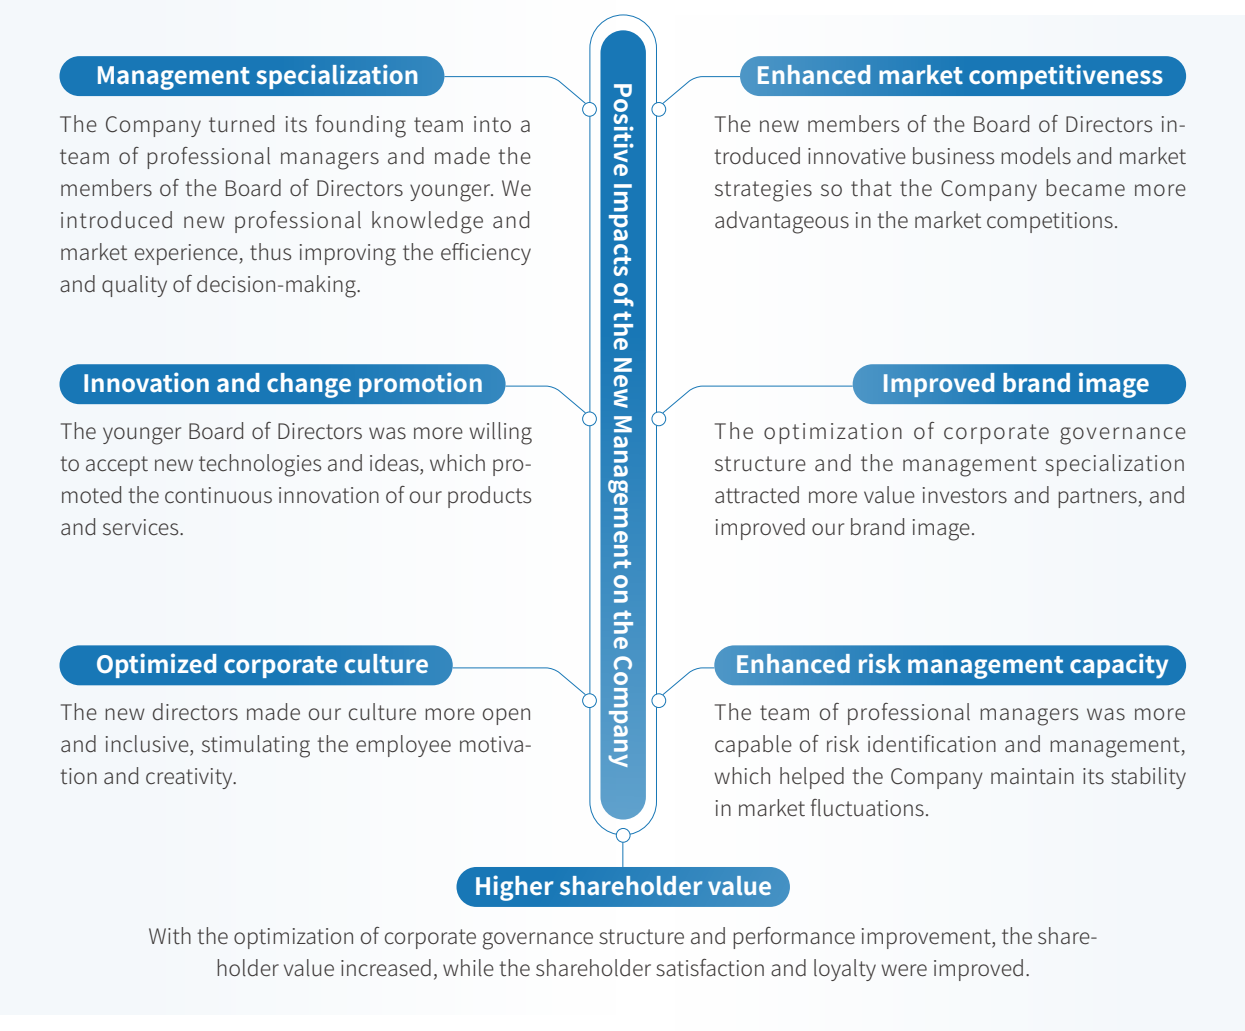 Positive Impacts of the New Management on the Company
Management specialization
The Company turned its founding team into a
team of professional managers and made the
members of the Board of Directors younger. We
introduced new professional knowledge and
market experience, thus improving the efficiency
and quality of decision-making.
Enhanced market competitiveness
The new members of the Board of Directors in-
troduced innovative business models and market
strategies so that the Company became more
advantageous in the market competitions.
Innovation and change promotion
The younger Board of Directors was more willing
to accept new technologies and ideas, which pro-
moted the continuous innovation of our products
and services.
Improved brand image
The optimization of corporate governance
structure and the management specialization
attracted more value investors and partners, and
improved our brand image.
Optimized corporate culture
The new directors made our culture more open
and inclusive, stimulating the employee motiva-
tion and creativity.
Enhanced risk management capacity
The team of professional managers was more
capable of risk identification and management,
which helped the Company maintain its stability
in market fluctuations.
Higher shareholder value
With the optimization of corporate governance structure and performance improvement, the share-
holder value increased, while the shareholder satisfaction and loyalty were improved.